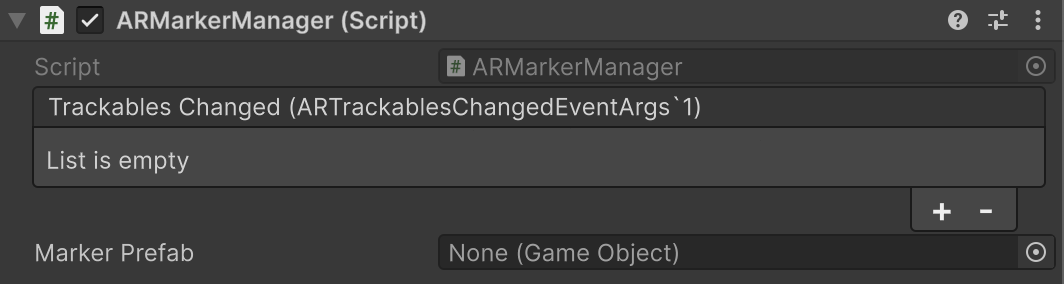 ARMarkerManager (Script)
Script ARMarkerManager
Trackables Changed (ARTrackablesChangedEventArgs`1)
List is empty
+ -
Marker Prefab None (Game Object)